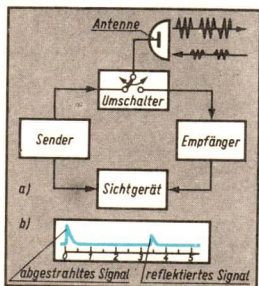 Antenne
Umschalter
Sender
Empfänger
a)
Sichtgerät
b)
0 1 2 3 4 5
abgestrahltes Signal
reflektiertes Signal